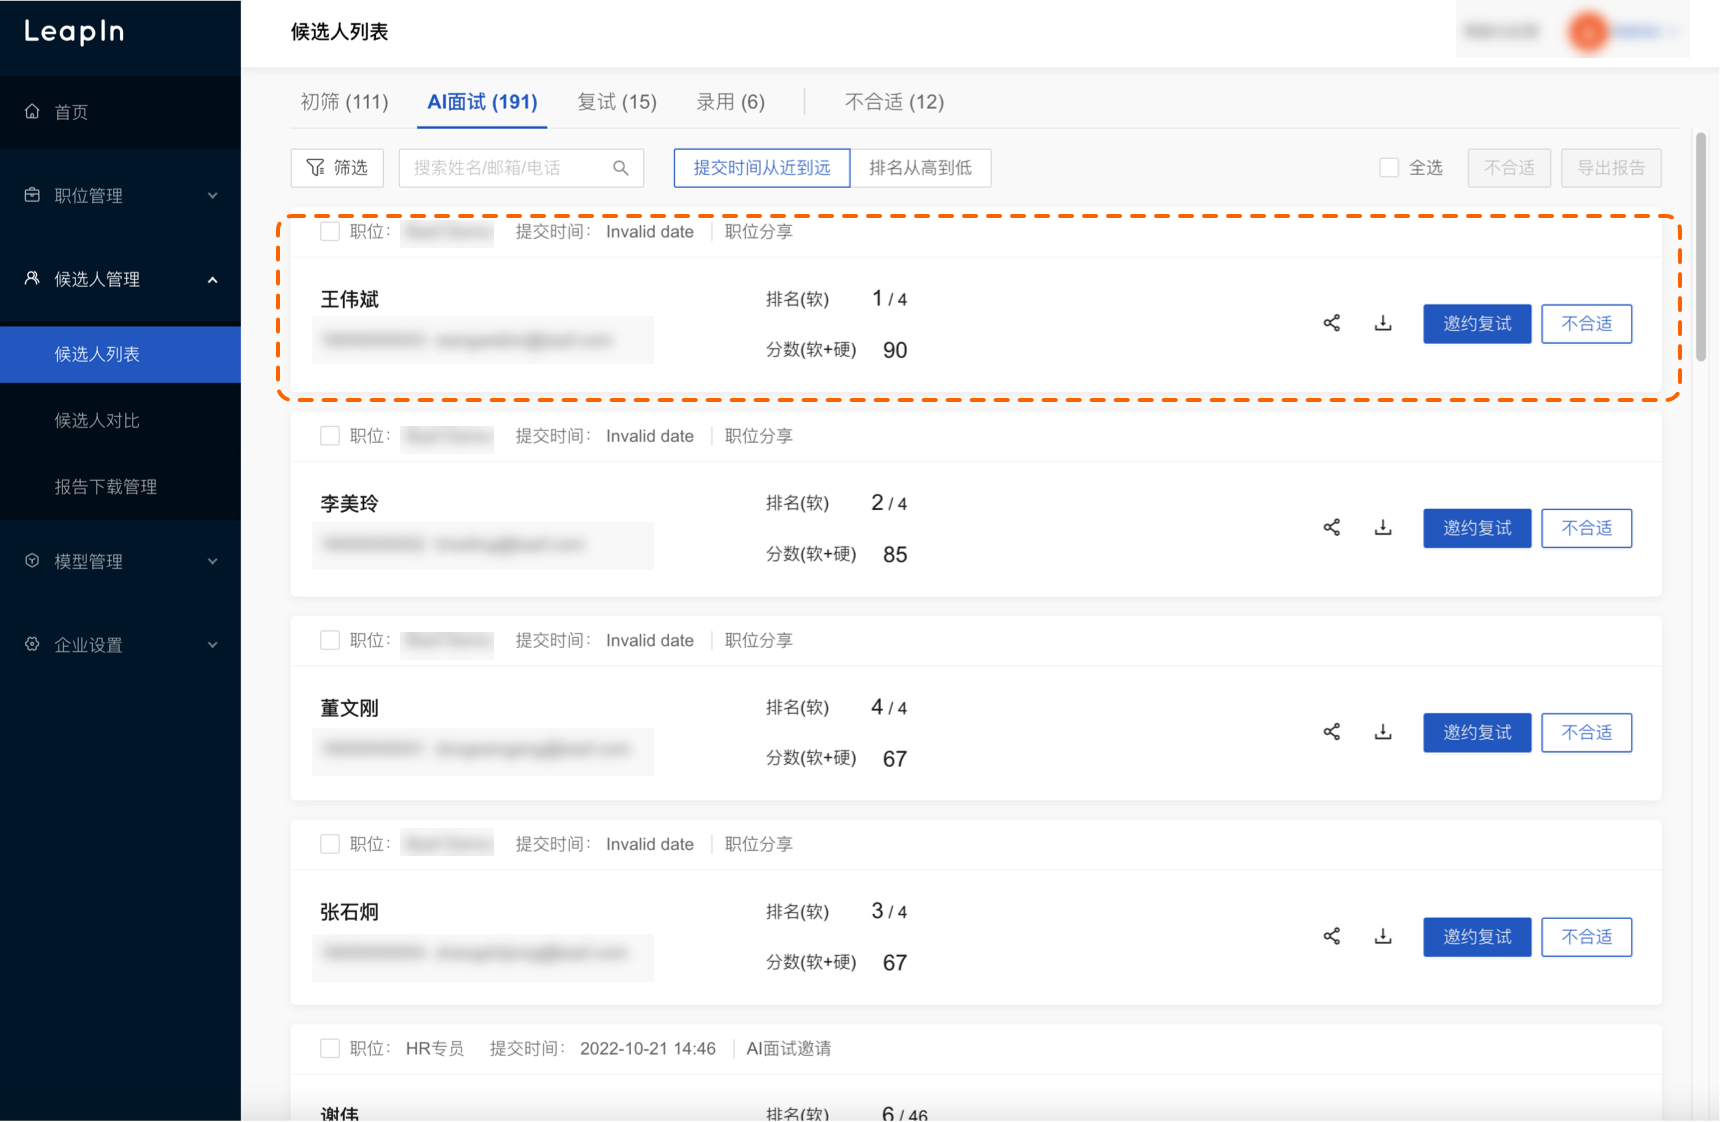 LeapIn
首页
职位管理
候选人管理
候选人列表
候选人对比
报告下载管理
模型管理
企业设置
候选人列表
初筛 (111) AI面试 (191) 复试 (15) 录用 (6) 不合适 (12)
筛选 搜索姓名/邮箱/电话 提交时间从近到远 排名从高到低 全选 不合适 导出报告
职位： 提交时间： Invalid date 职位分享
王伟斌 排名(软) 1 / 4
分数(软+硬) 90
邀约复试 不合适
职位： 提交时间： Invalid date 职位分享
李美玲 排名(软) 2 / 4
分数(软+硬) 85
邀约复试 不合适
职位： 提交时间： Invalid date 职位分享
董文刚 排名(软) 4 / 4
分数(软+硬) 67
邀约复试 不合适
职位： 提交时间： Invalid date 职位分享
张石炯 排名(软) 3 / 4
分数(软+硬) 67
邀约复试 不合适
职位： HR专员 提交时间： 2022-10-21 14:46 AI面试邀请
谢伟 排名(软) 6 / 46